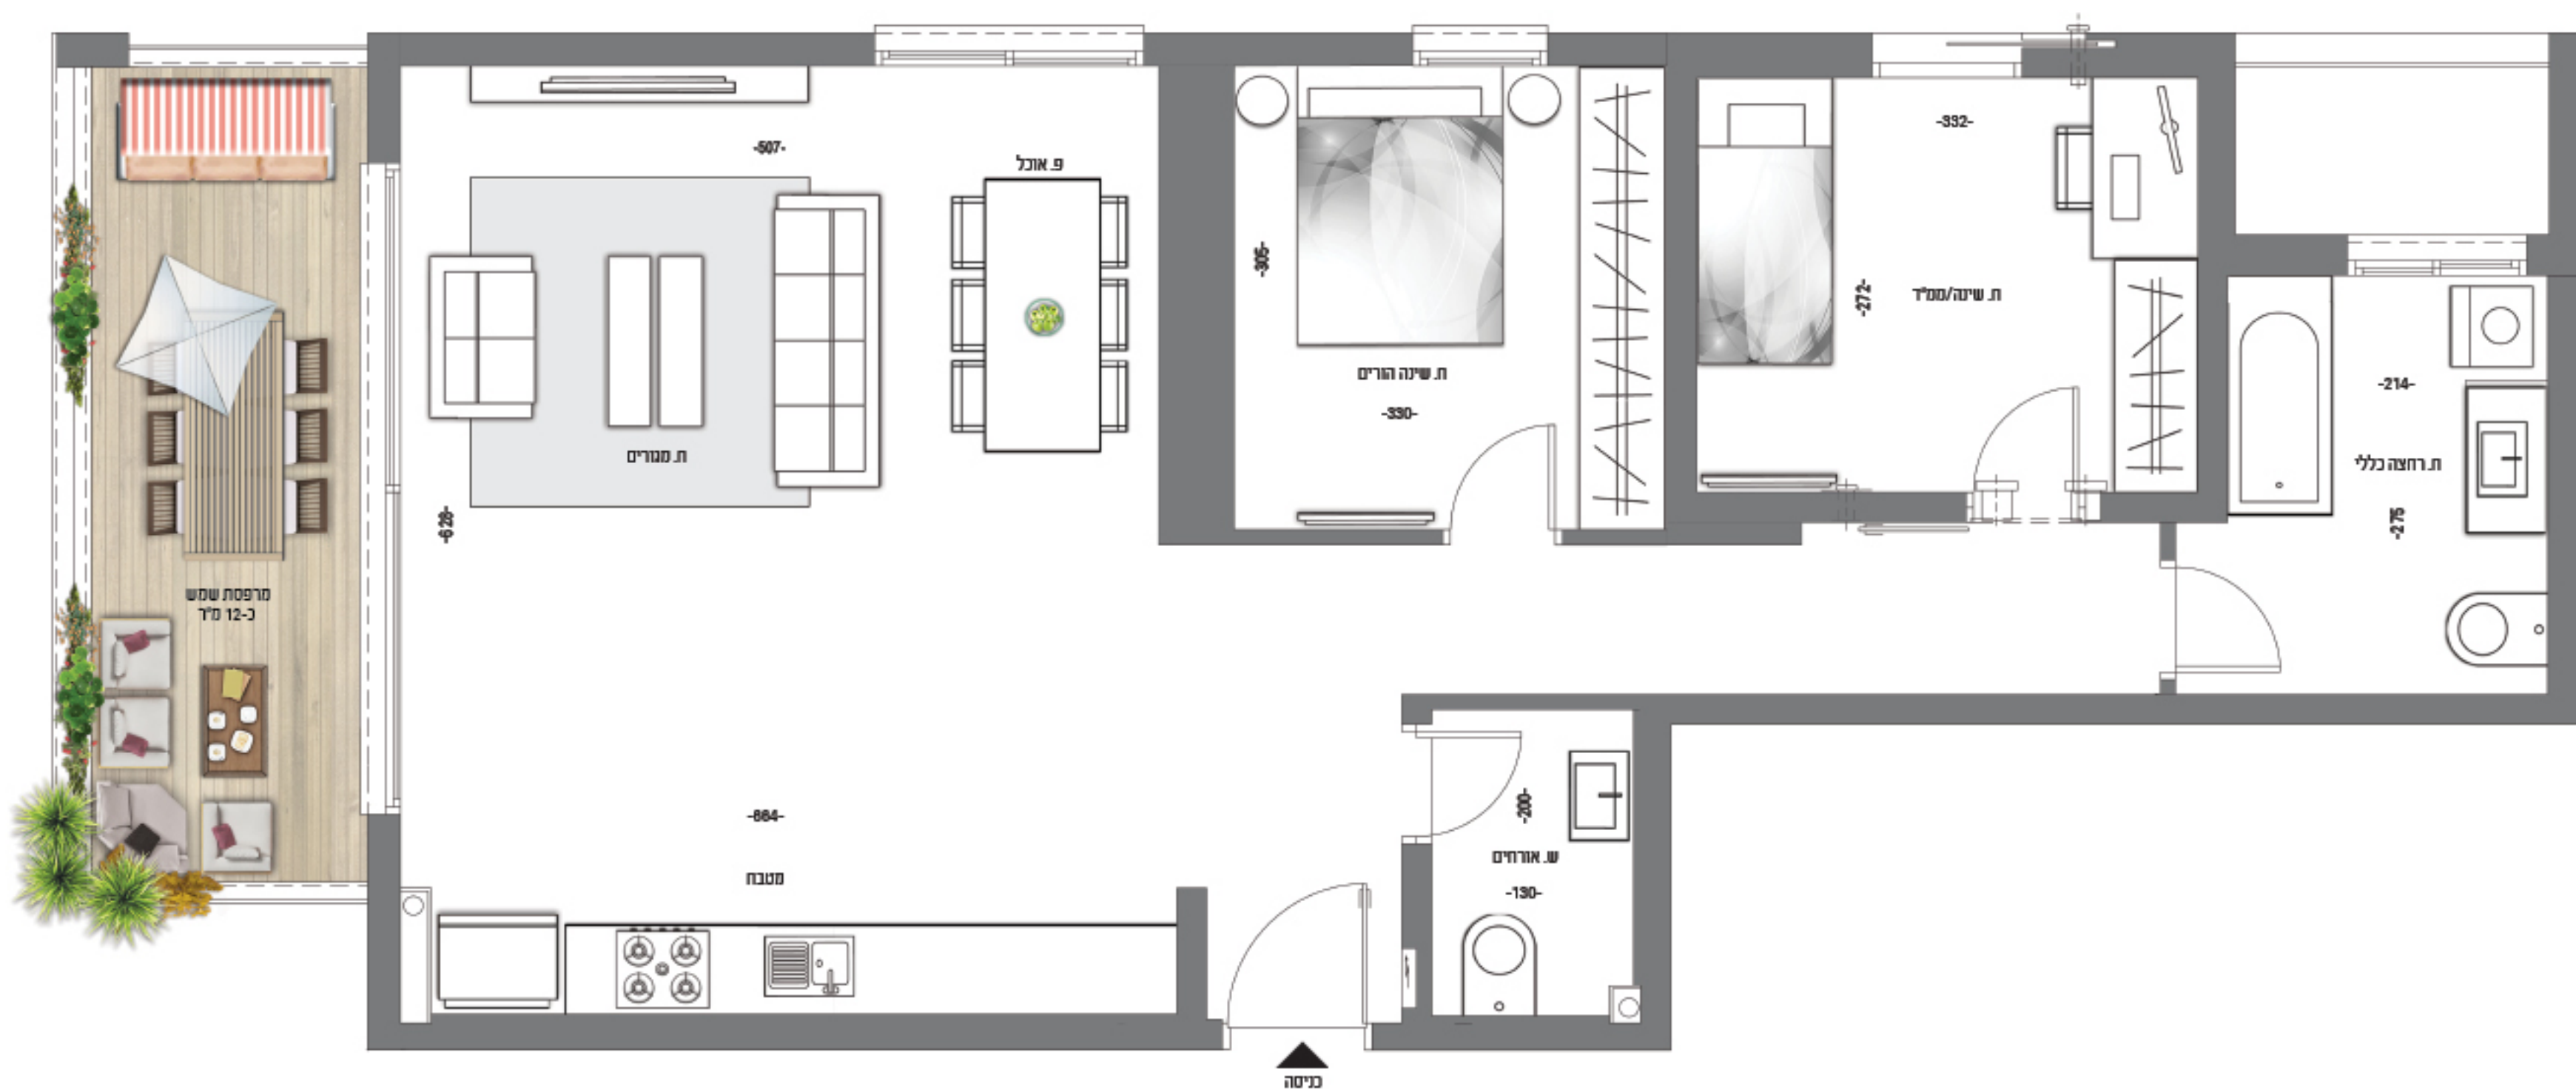 -507-
פ. אוכל
-332-
-305-
-272-
ח. שינה/ממ"ד
ח. שינה הורים
-330-
-214-
ח. רחצה כללי
-275
ח. מגורים
-628-
מרפסת שמש
כ-12 מ"ר
-664-
מטבח
-200-
ש. אורחים
-130-
כניסה